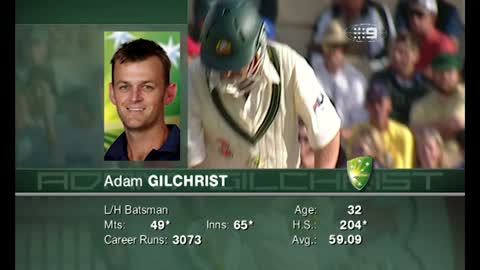 9
Adam GILCHRIST
ADAM GILCHRIST
L/H Batsman Age: 32
Mts: 49* Inns: 65* H.S.: 204*
Career Runs: 3073 Avg.: 59.09